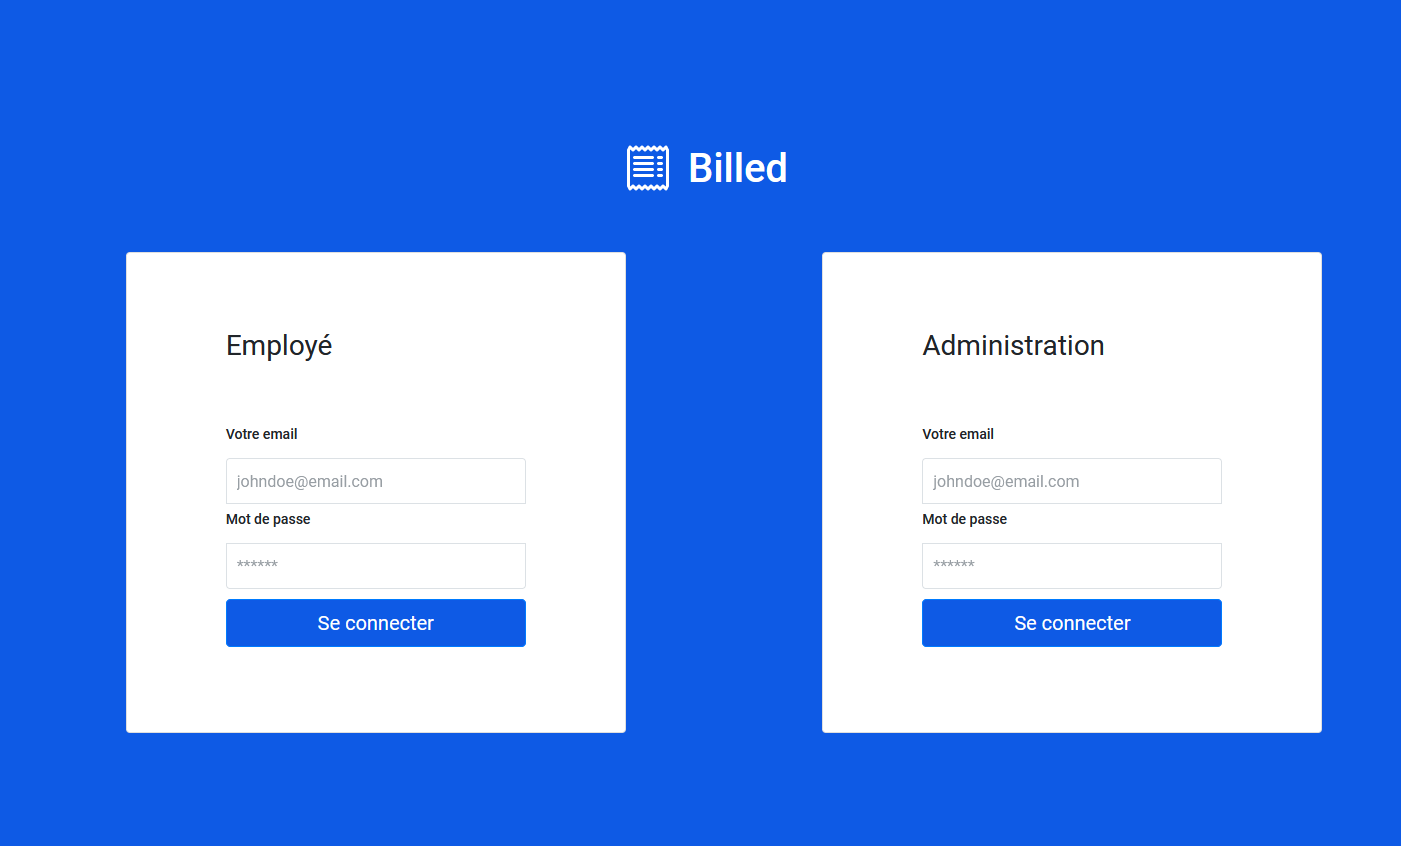 Billed
Employé
Votre email
johndoe@email.com
Mot de passe
******
Se connecter
Administration
Votre email
johndoe@email.com
Mot de passe
******
Se connecter